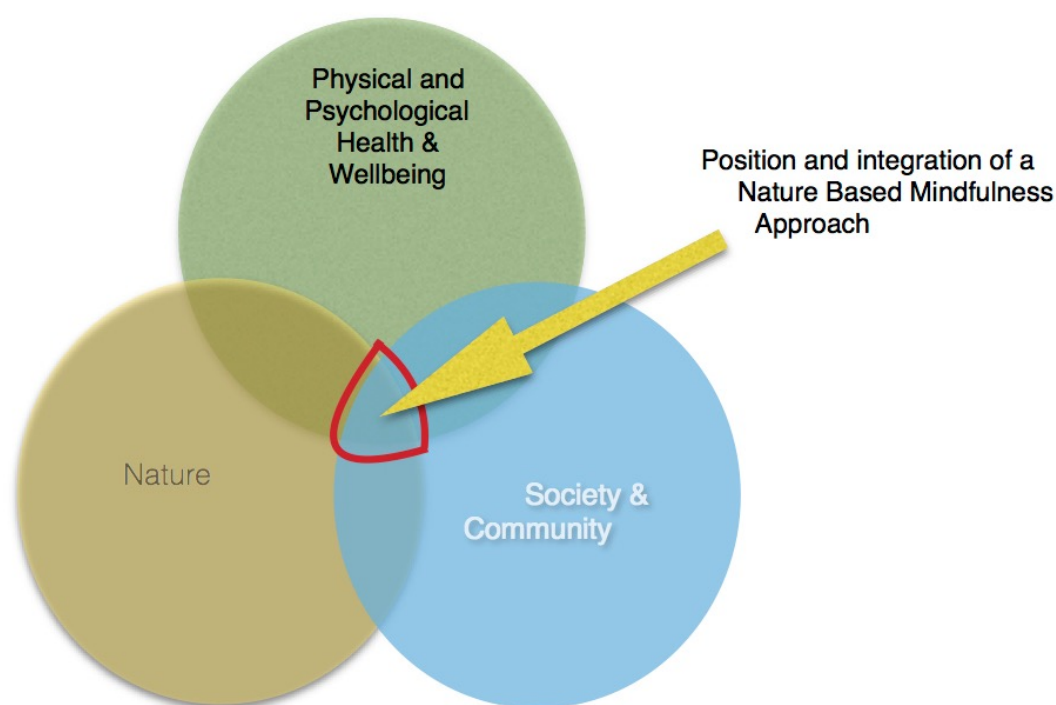 Physical and
Psychological
Health &
Wellbeing
Position and integration of a
Nature Based Mindfulness
Approach
Nature
Society &
Community